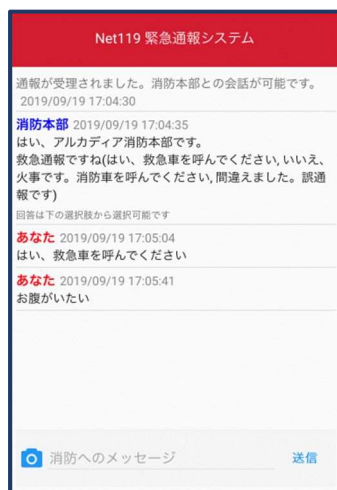 Net119 緊急通報システム
通報が受理されました。消防本部との会話が可能です。
2019/09/19 17:04:30
消防本部 2019/09/19 17:04:35
はい、アルカディア消防本部です。
救急通報ですね(はい、救急車を呼んでください, いいえ、
火事です。消防車を呼んでください, 間違えました。誤通
報です)
回答は下の選択肢から選択可能です
あなた 2019/09/19 17:05:04
はい、救急車を呼んでください
あなた 2019/09/19 17:05:41
お腹がいたい
消防へのメッセージ
送信